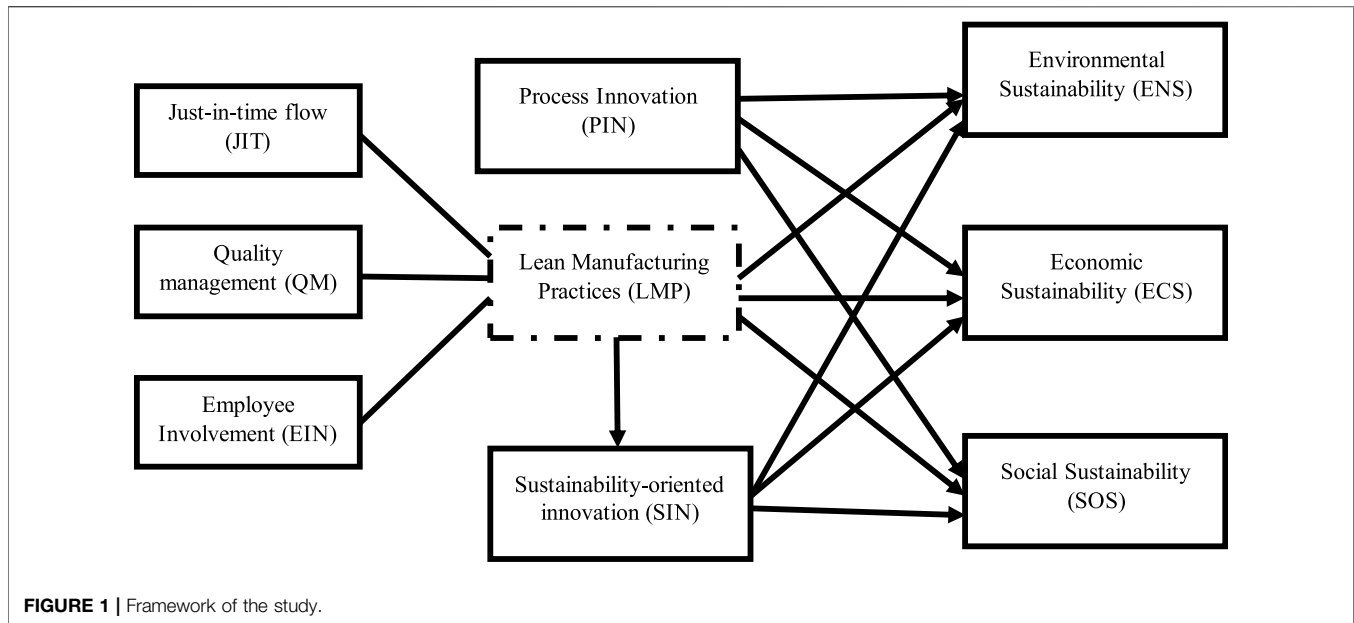 Just-in-time flow
(JIT)
Quality
management (QM)
Employee
Involvement (EIN)
Process Innovation
(PIN)
Lean Manufacturing
Practices (LMP)
Sustainability-oriented
innovation (SIN)
Environmental
Sustainability (ENS)
Economic
Sustainability (ECS)
Social Sustainability
(SOS)
FIGURE 1 | Framework of the study.